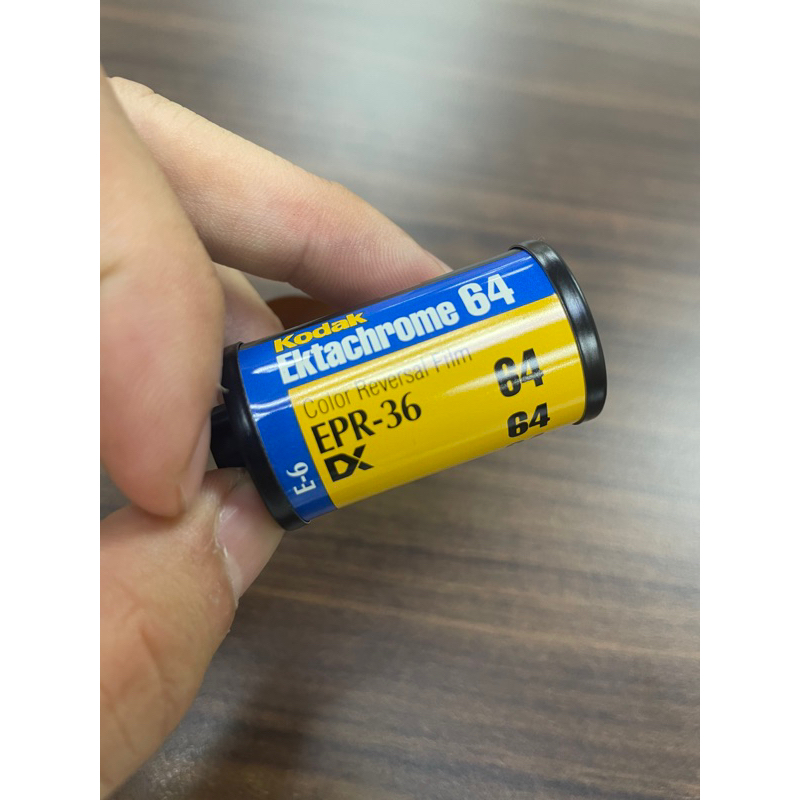 Kodak
Ektachrome 64
Color Reversal Film
64
EPR-36
64
DX
E-6